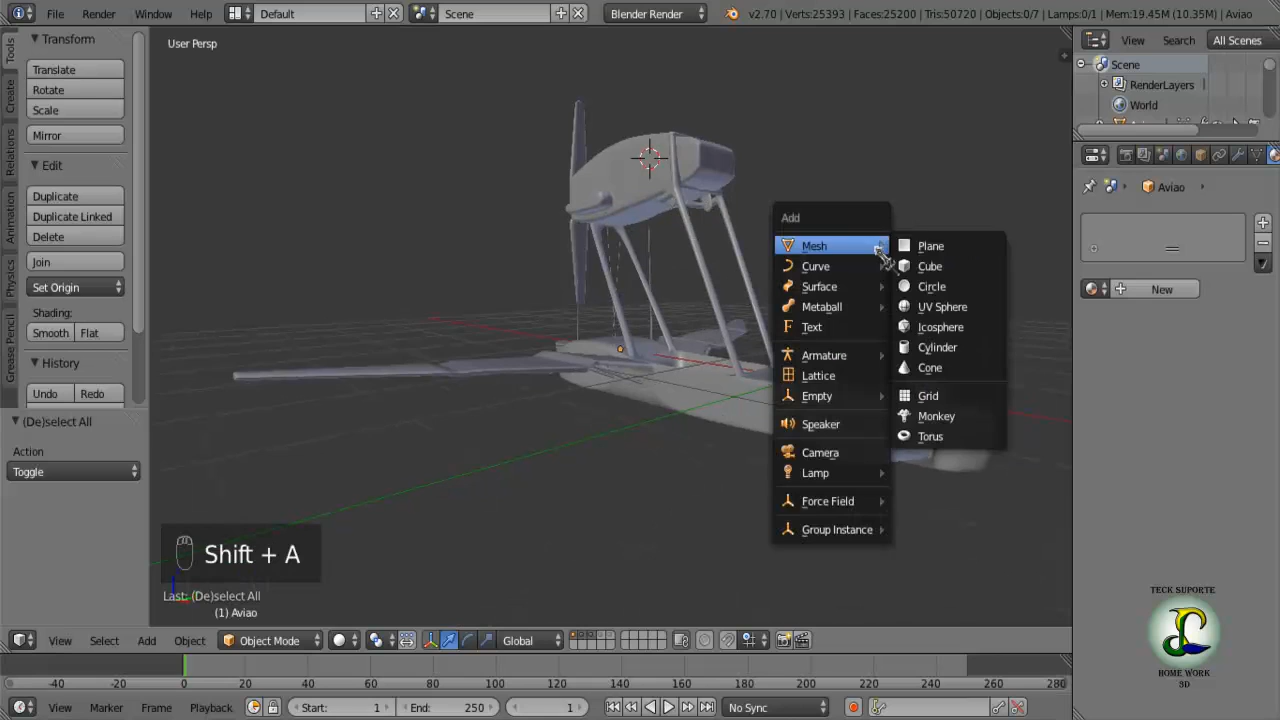 File Render Window Help Default Scene Blender Render v2.70 | Verts:25393 | Faces:25200 | Tris:50720 | Objects:0/7 | Lamps:0/1 | Mem:19.45M (10.35M) | Aviao
Tools
Create
Relations
Animation
Physics
Grease Pencil
Transform
Translate
Rotate
Scale
Mirror
Edit
Duplicate
Duplicate Linked
Delete
Join
Set Origin
Shading:
Smooth Flat
History
Undo Redo
(De)select All
Action
Toggle
User Persp
Add
Mesh
Curve
Surface
Metaball
Text
Armature
Lattice
Empty
Speaker
Camera
Lamp
Force Field
Group Instance
Plane
Cube
Circle
UV Sphere
Icosphere
Cylinder
Cone
Grid
Monkey
Torus
Shift + A
Last: (De)select All
(1) Aviao
View Search All Scenes
Scene
RenderLayers
World
Aviao
New
TECK SUPORTE
HOME WORK
3D
View Select Add Object Object Mode Global
-40 -20 0 20 40 60 80 100 120 140 160 180 200 220 240 260 280
View Marker Frame Playback Start: 1 End: 250 1 No Sync